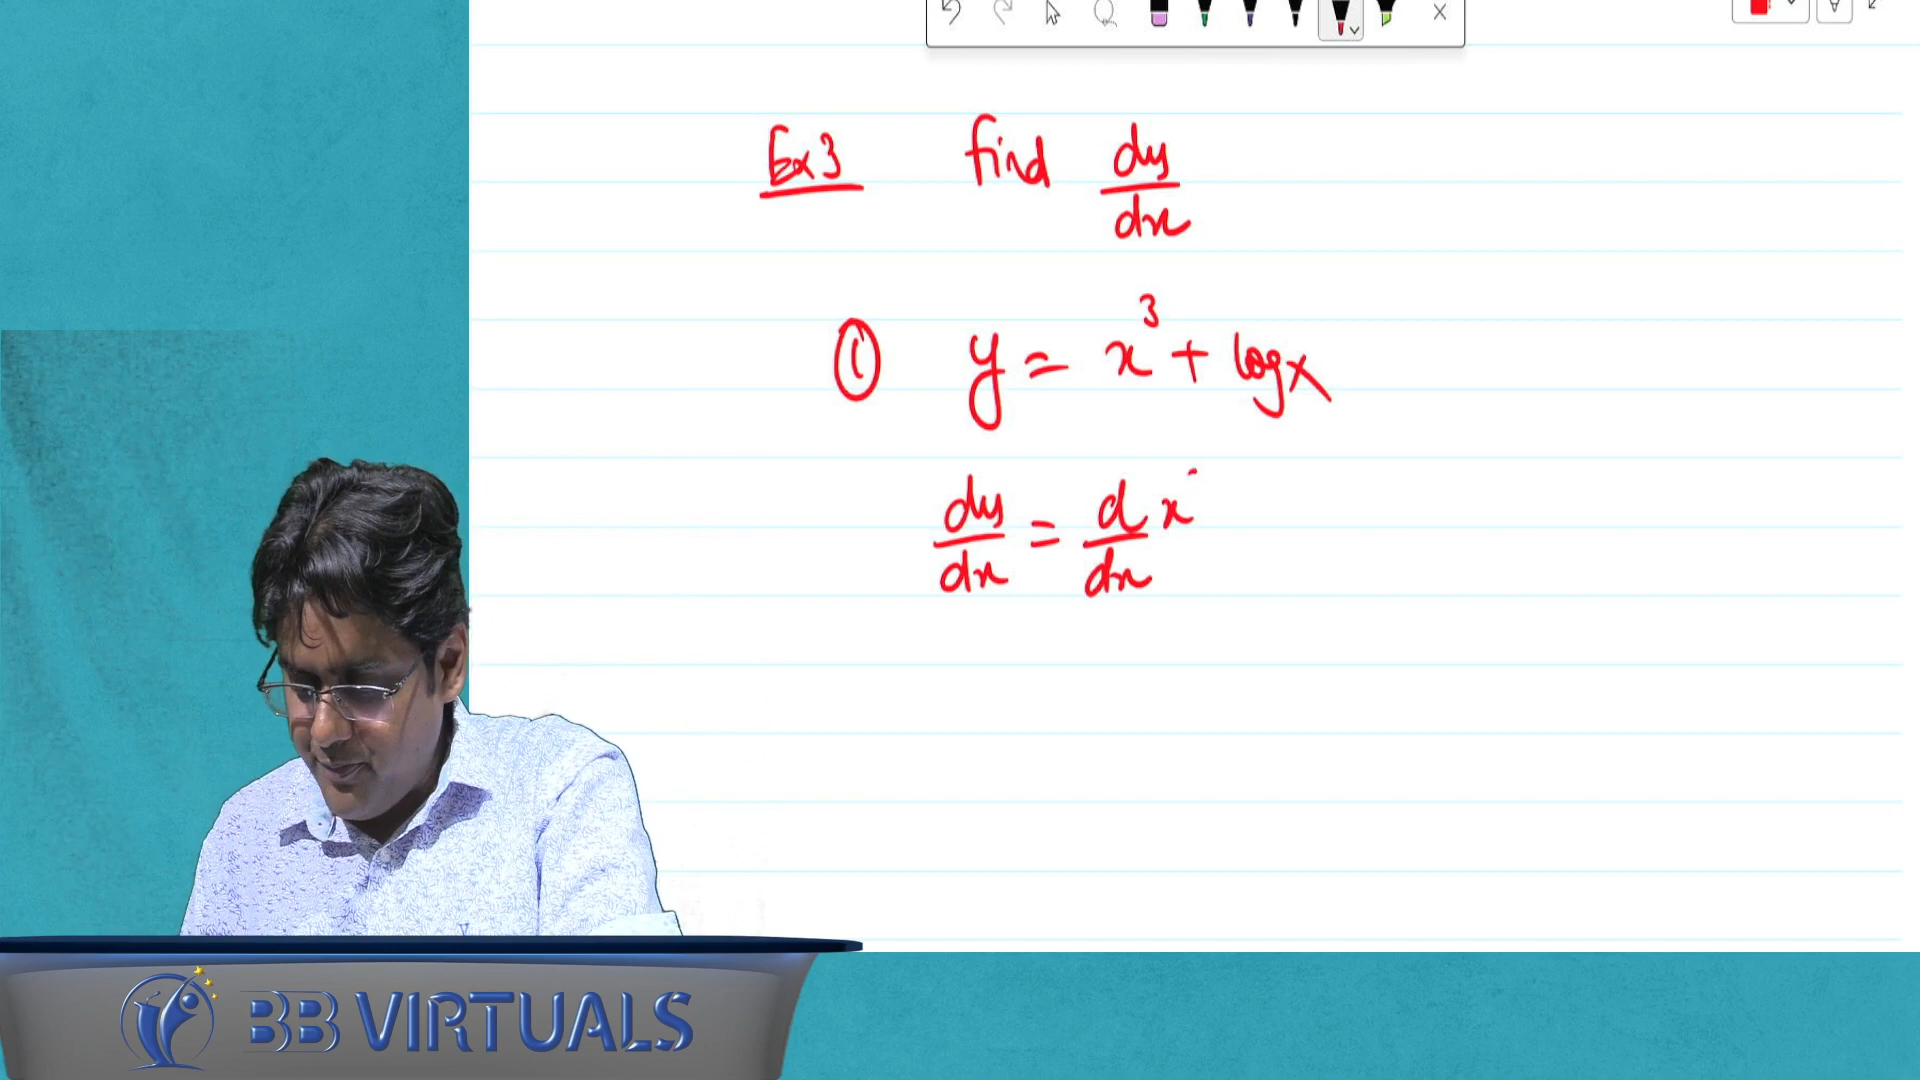 Ex 3 find dy/dx
① y = x³ + log x
dy/dx = d/dx x
BB VIRTUALS